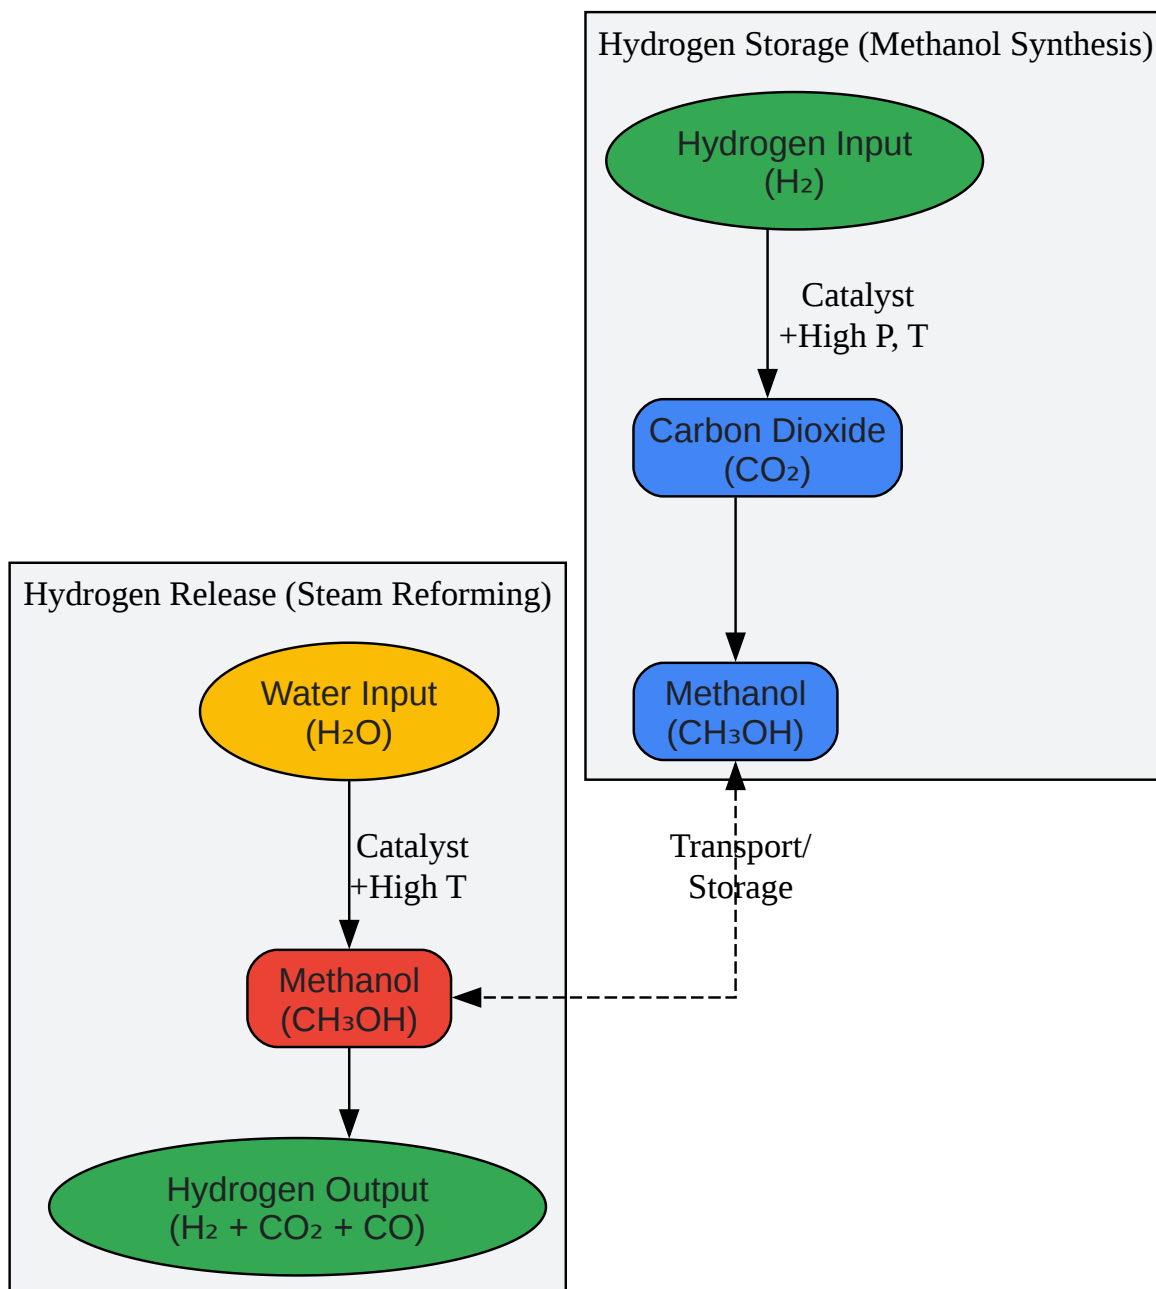 Hydrogen Storage (Methanol Synthesis)
Hydrogen Input
(H₂)
Catalyst
+High P, T
Carbon Dioxide
(CO₂)
Methanol
(CH₃OH)
Transport/
Storage
Hydrogen Release (Steam Reforming)
Water Input
(H₂O)
Catalyst
+High T
Methanol
(CH₃OH)
Hydrogen Output
(H₂ + CO₂ + CO)